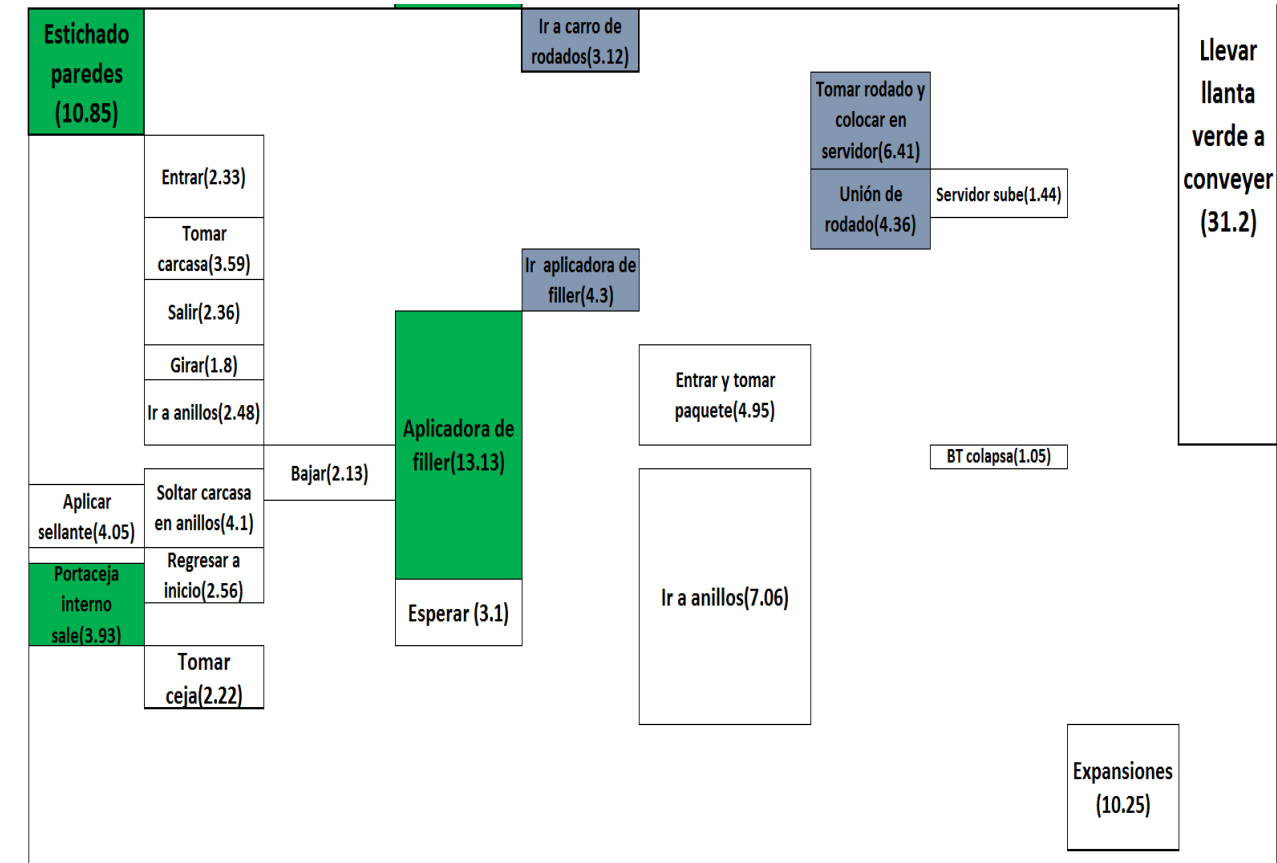 Estichado
paredes
(10.85)
Entrar(2.33)
Tomar
carcasa(3.59)
Salir(2.36)
Girar(1.8)
Ir a anillos(2.48)
Aplicar
sellante(4.05)
Soltar carcasa
en anillos(4.1)
Portaceja
interno
sale(3.93)
Regresar a
inicio(2.56)
Tomar
ceja(2.22)
Bajar(2.13)
Aplicadora de
filler(13.13)
Esperar (3.1)
Ir a carro de
rodados(3.12)
Ir aplicadora de
filler(4.3)
Entrar y tomar
paquete(4.95)
Ir a anillos(7.06)
Tomar rodado y
colocar en
servidor(6.41)
Unión de
rodado(4.36)
Servidor sube(1.44)
BT colapsa(1.05)
Expansiones
(10.25)
Llevar
llanta
verde a
conveyer
(31.2)